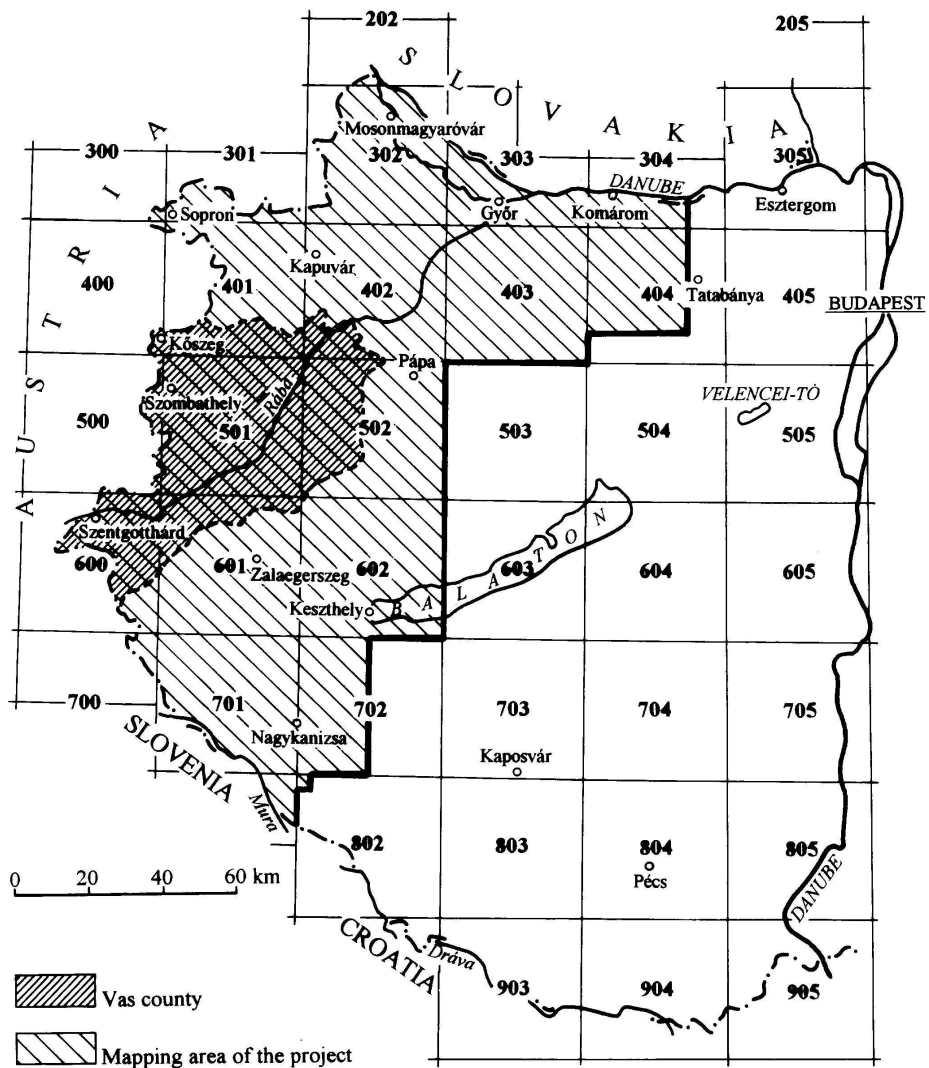 202
205
SLOVAKIA
AUSTRIA
Mosonmagyaróvár
300
301
302
303
304
305
DANUBE
Sopron
Győr
Komárom
Esztergom
Kapuvár
400
401
402
403
404
405
Tatabánya
BUDAPEST
Kőszeg
Pápa
Rába
Szombathely
VELENCEI-TÓ
500
501
502
503
504
505
Szentgotthárd
600
601
602
603
604
605
Zalaegerszeg
BALATON
Keszthely
700
701
702
703
704
705
SLOVENIA
Nagykanizsa
Kaposvár
Mura
802
803
804
805
0 20 40 60 km
Pécs
DANUBE
CROATIA
Dráva
903
904
905
Vas county
Mapping area of the project